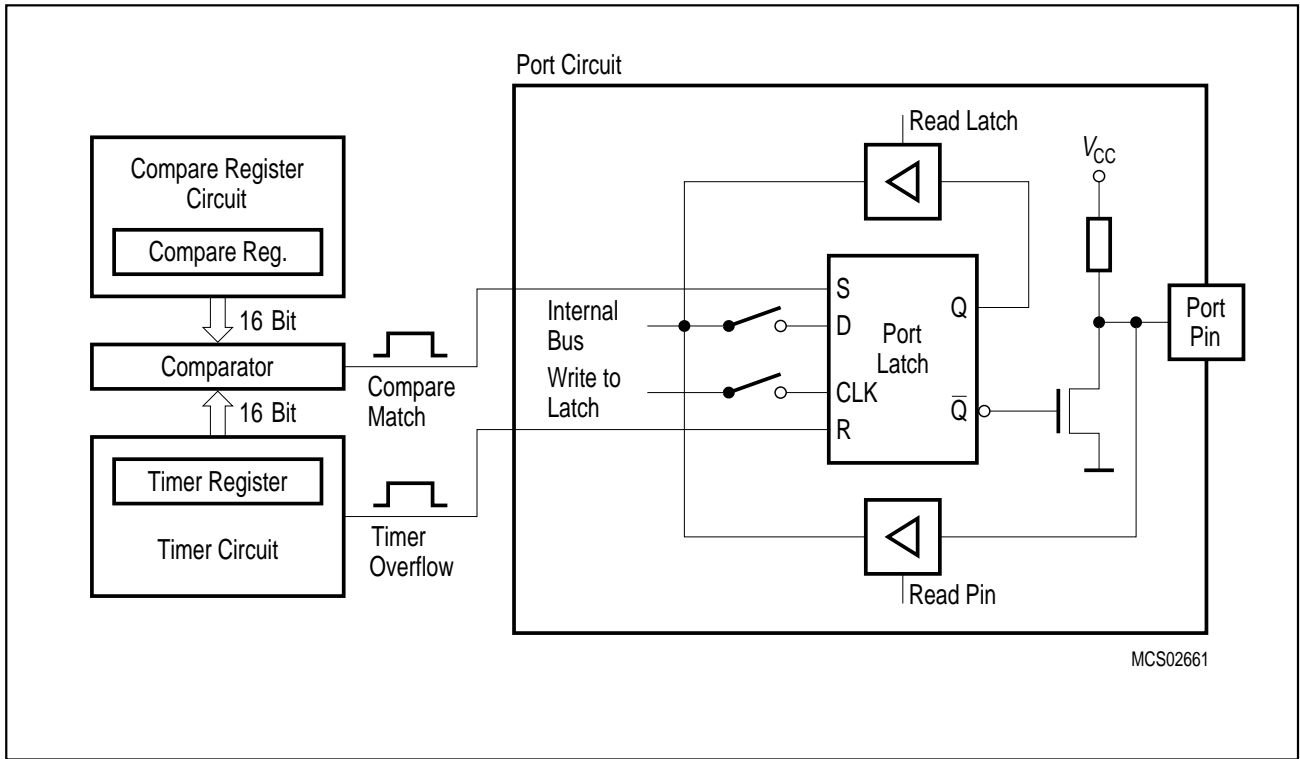 Port Circuit
Compare Register
Circuit
Compare Reg.
16 Bit
Comparator
16 Bit
Timer Register
Timer Circuit
Compare
Match
Timer
Overflow
Read Latch
Internal
Bus
Write to
Latch
S
D
CLK
R
Port
Latch
Q
Q̅
Read Pin
VCC
Port
Pin
MCS02661